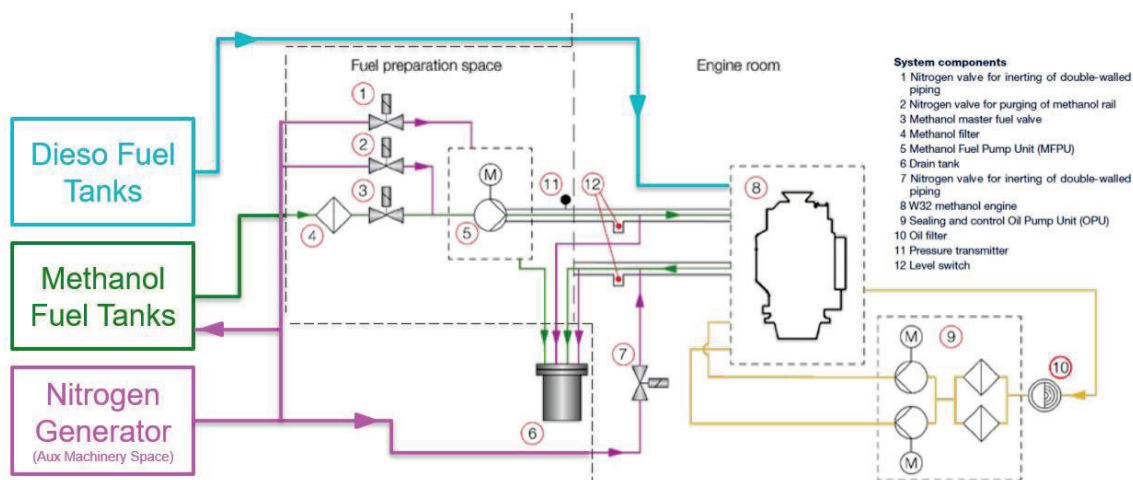 Dieso Fuel
Tanks
Methanol
Fuel Tanks
Nitrogen
Generator
(Aux Machinery Space)
Fuel preparation space
Engine room
1
2
3
4
M
5
6
7
8
11
12
M
9
10
M
System components
1 Nitrogen valve for inerting of double-walled
piping
2 Nitrogen valve for purging of methanol rail
3 Methanol master fuel valve
4 Methanol filter
5 Methanol Fuel Pump Unit (MFPU)
6 Drain tank
7 Nitrogen valve for inerting of double-walled
piping
8 W32 methanol engine
9 Sealing and control Oil Pump Unit (OPU)
10 Oil filter
11 Pressure transmitter
12 Level switch